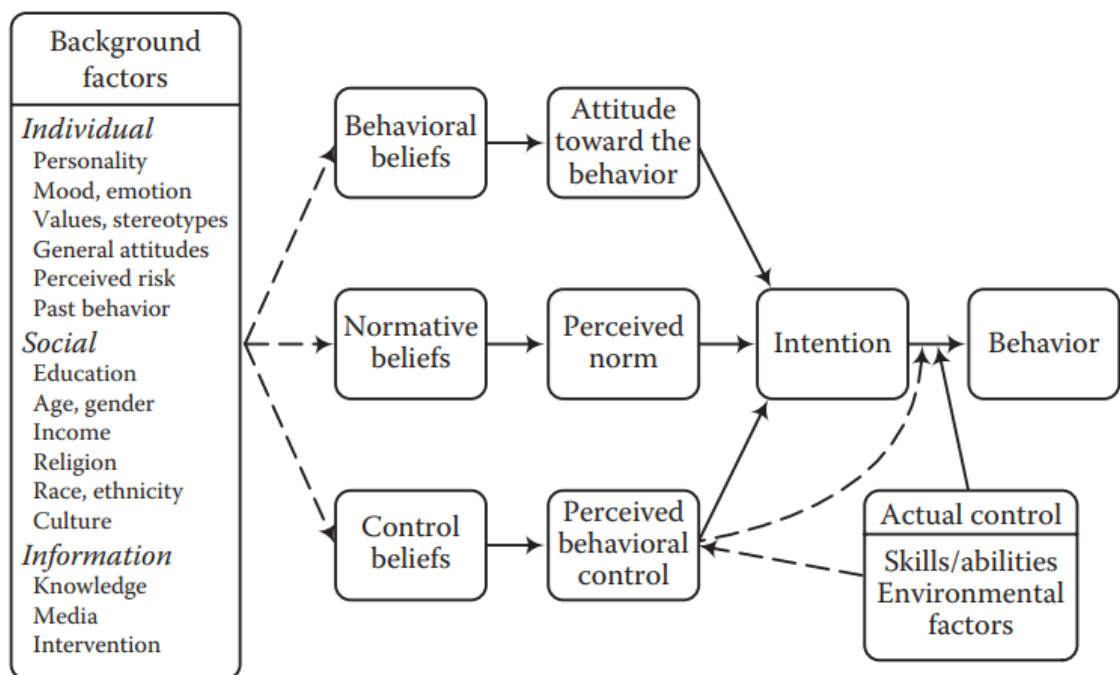 Background
factors
Individual
Personality
Mood, emotion
Values, stereotypes
General attitudes
Perceived risk
Past behavior
Social
Education
Age, gender
Income
Religion
Race, ethnicity
Culture
Information
Knowledge
Media
Intervention
Behavioral
beliefs
Attitude
toward the
behavior
Normative
beliefs
Perceived
norm
Intention
Behavior
Control
beliefs
Perceived
behavioral
control
Actual control
Skills/abilities
Environmental
factors